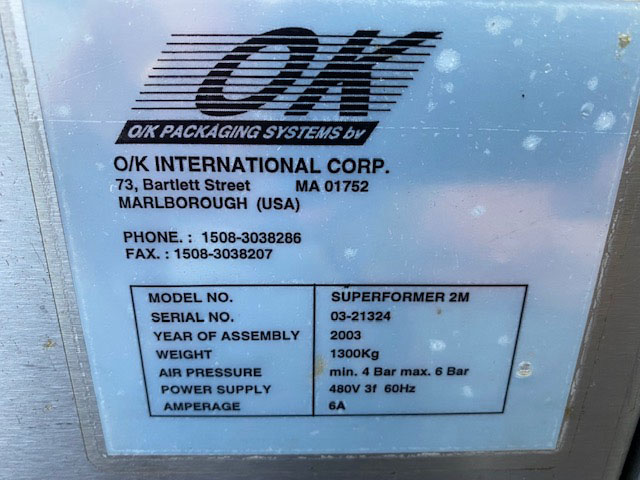 OK
O/K PACKAGING SYSTEMS bv
O/K INTERNATIONAL CORP.
73, Bartlett Street MA 01752
MARLBOROUGH (USA)
PHONE. : 1508-3038286
FAX. : 1508-3038207
MODEL NO. SUPERFORMER 2M
SERIAL NO. 03-21324
YEAR OF ASSEMBLY 2003
WEIGHT 1300Kg
AIR PRESSURE min. 4 Bar max. 6 Bar
POWER SUPPLY 480V 3f 60Hz
AMPERAGE 6A